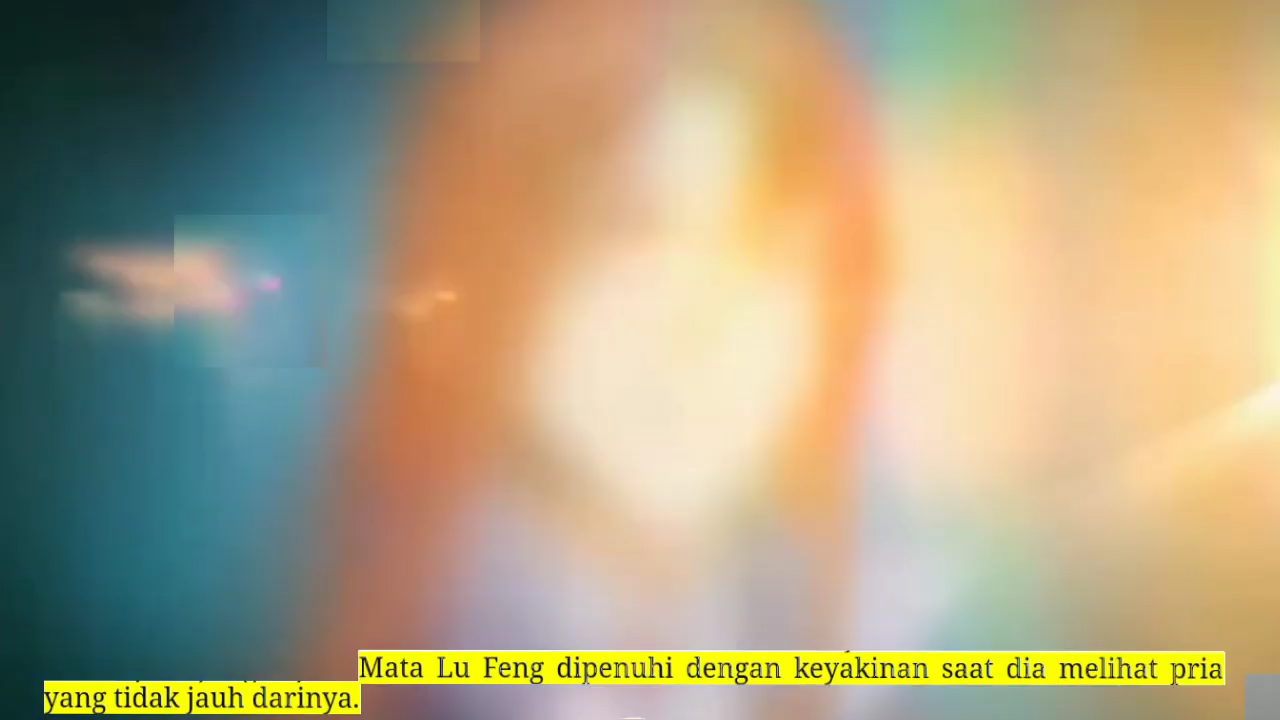 Mata Lu Feng dipenuhi dengan keyakinan saat dia melihat pria
yang tidak jauh darinya.